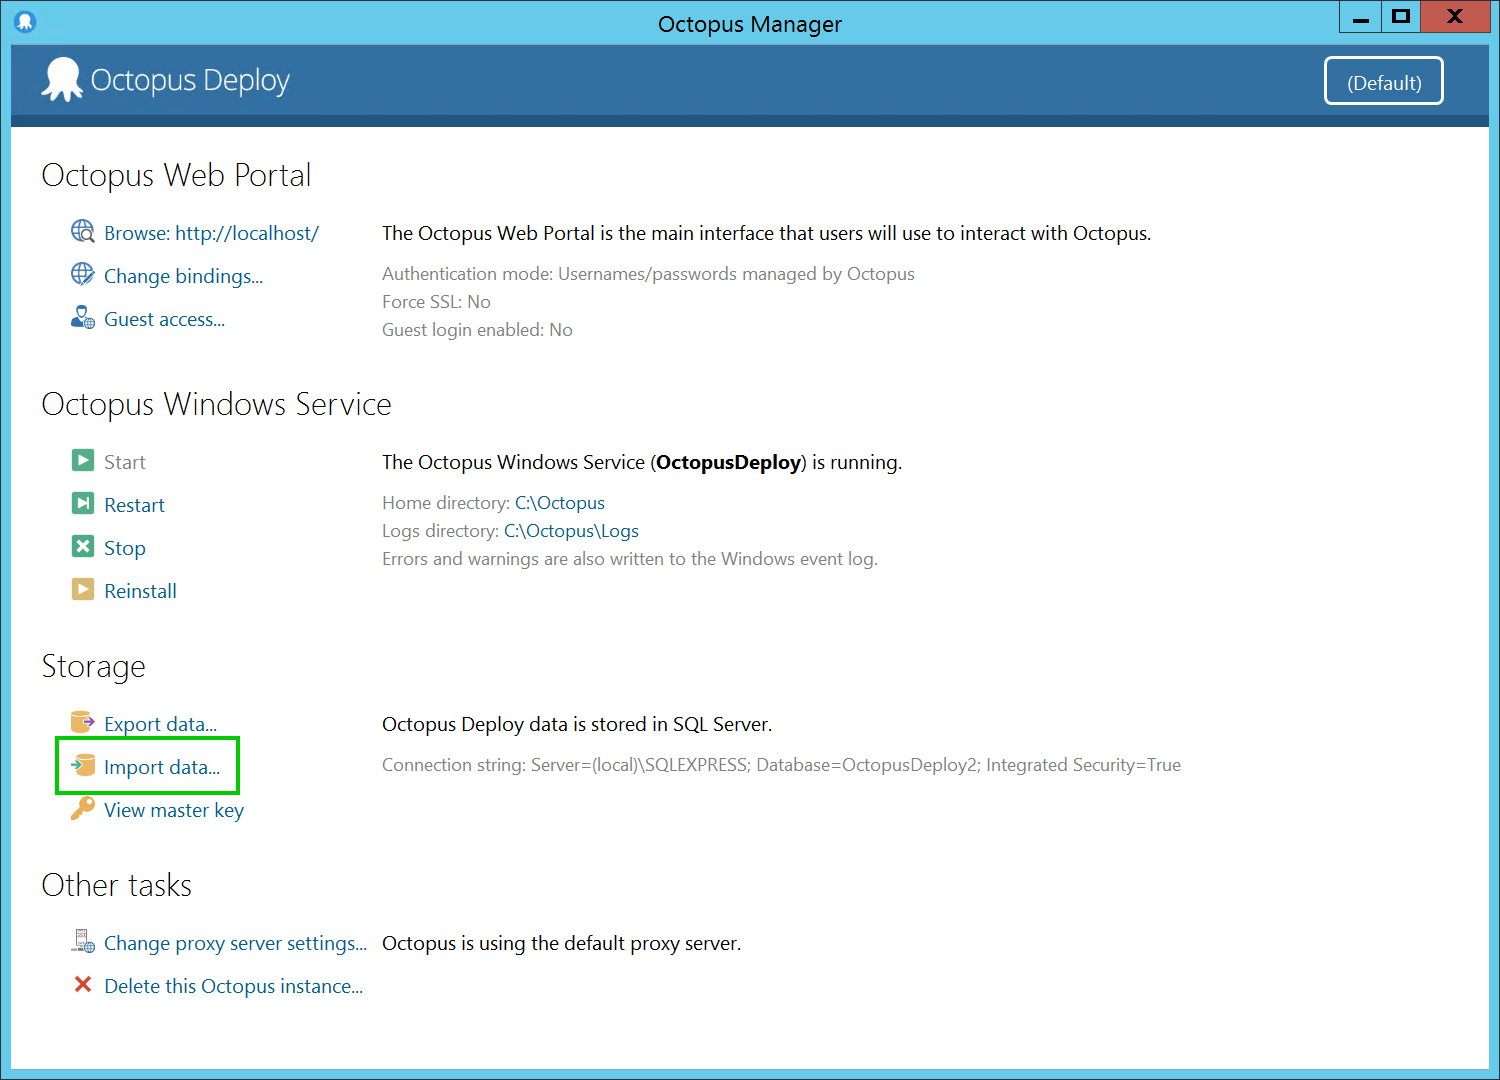 Octopus Manager
Octopus Deploy
(Default)
Octopus Web Portal
Browse: http://localhost/
The Octopus Web Portal is the main interface that users will use to interact with Octopus.
Change bindings...
Authentication mode: Usernames/passwords managed by Octopus
Force SSL: No
Guest access...
Guest login enabled: No
Octopus Windows Service
Start
The Octopus Windows Service (OctopusDeploy) is running.
Restart
Home directory: C:\Octopus
Logs directory: C:\Octopus\Logs
Stop
Errors and warnings are also written to the Windows event log.
Reinstall
Storage
Export data...
Octopus Deploy data is stored in SQL Server.
Import data...
Connection string: Server=(local)\SQLEXPRESS; Database=OctopusDeploy2; Integrated Security=True
View master key
Other tasks
Change proxy server settings...
Octopus is using the default proxy server.
Delete this Octopus instance...